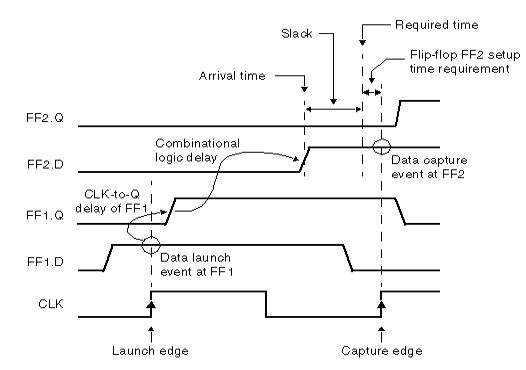 Required time
Slack
Flip-flop FF2 setup
time requirement
Arrival time
FF2.Q
Combinational
logic delay
FF2.D
Data capture
event at FF2
CLK-to-Q
delay of FF1
FF1.Q
FF1.D
Data launch
event at FF1
CLK
Launch edge
Capture edge